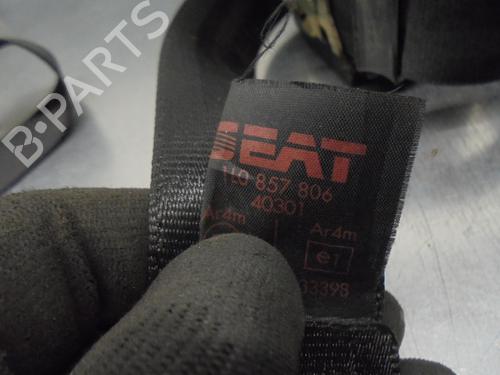 B-PARTS
SEAT
1L0 857 806
40301
Ar4m Ar4m
e1
33398